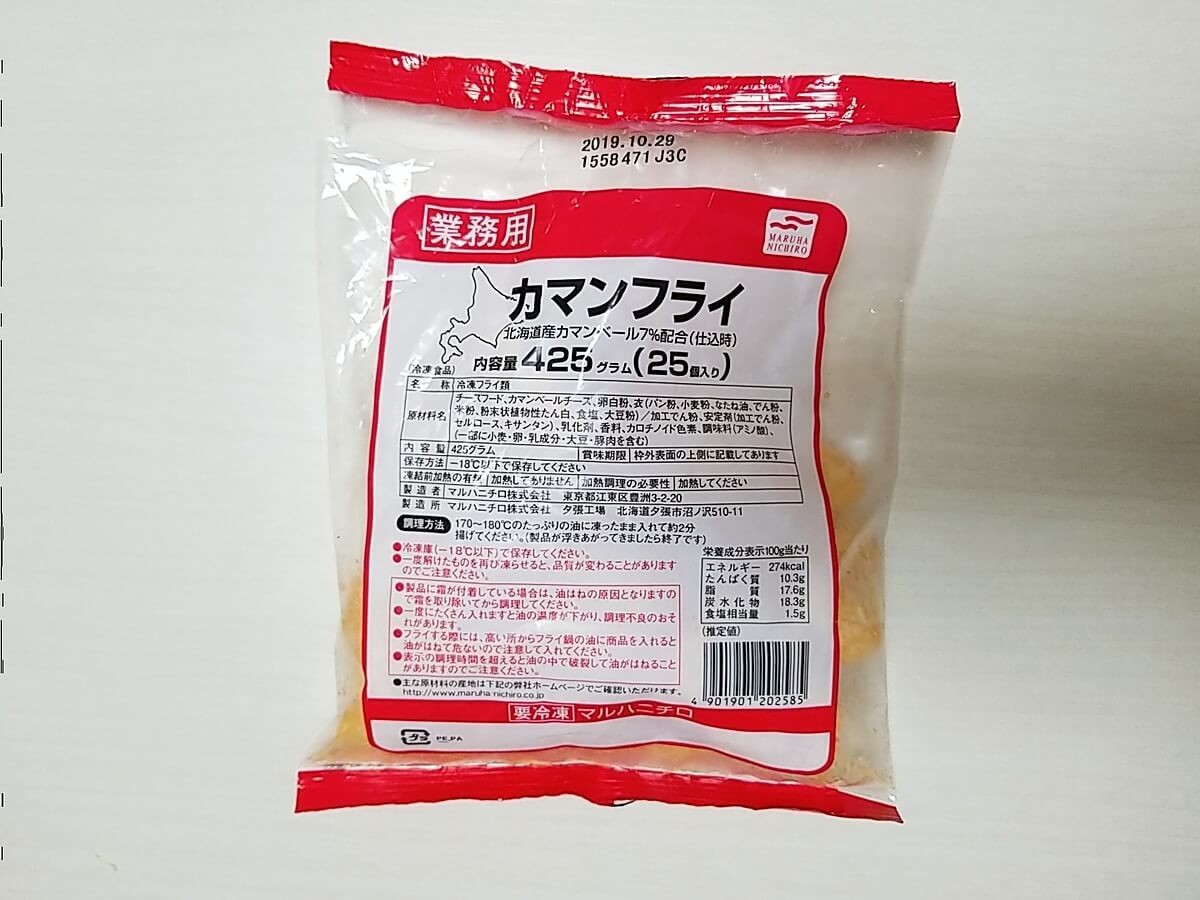 2019.10.29
1558471 J3C
業務用
MARUHA
NICHIRO
カマンフライ
北海道産カマンベール7%配合(仕込時)
〈冷凍食品〉 内容量 425グラム(25個入り)
名 称 冷凍フライ類
原材料名 チーズフード、カマンベールチーズ、卵白粉、衣(パン粉、小麦粉、なたね油、でん粉、
米粉、粉末状植物性たん白、食塩、大豆粉)/加工でん粉、安定剤(加工でん粉、
セルロース、キサンタン)、乳化剤、香料、カロチノイド色素、調味料(アミノ酸)、
(一部に小麦・卵・乳成分・大豆・豚肉を含む)
内 容 量 425グラム 賞味期限 枠外表面の上側に記載してあります
保存方法 −18℃以下で保存してください
凍結前加熱の有無 加熱してありません 加熱調理の必要性 加熱してください
製 造 者 マルハニチロ株式会社 東京都江東区豊洲3-2-20
製 造 所 マルハニチロ株式会社 夕張工場 北海道夕張市沼ノ沢510-11
調理方法 170〜180℃のたっぷりの油に凍ったまま入れて約2分
揚げてください。(製品が浮きあがってきましたら終了です)
●冷凍庫(−18℃以下)で保存してください。
●一度解けたものを再び凍らせると、品質が変わることがあります
のでご注意ください。
●製品に霜が付着している場合は、油はねの原因となりますの
で霜を取り除いてから調理してください。
●一度にたくさん入れますと油の温度が下がり、調理不良のおそ
れがあります。
●フライする際には、高い所からフライ鍋の油に商品を入れると
油がはねて危ないので注意して入れてください。
●表示の調理時間を超えると油の中で破裂して油がはねること
がありますのでご注意ください。
●主な原材料の産地は下記の弊社ホームページでご確認いただけます。
http://www.maruha-nichiro.co.jp
栄養成分表示100g当たり
エネルギー 274kcal
たんぱく質 10.3g
脂 質 17.6g
炭水化物 18.3g
食塩相当量 1.5g
(推定値)
4 901901 202585
要冷凍 マルハニチロ
プラ PE,PA